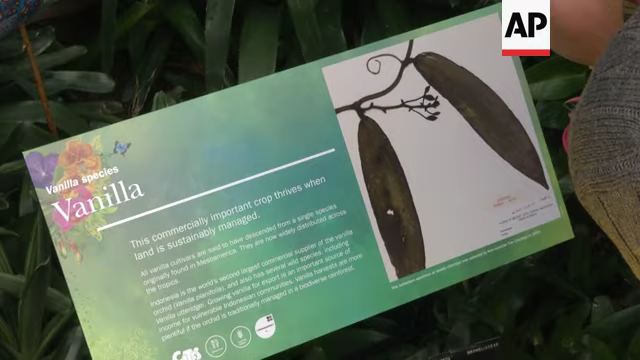 AP
Vanilla species
Vanilla
This commercially important crop thrives when
land is sustainably managed.
All vanilla cultivars are said to have descended from a single species
originally found in Mesoamerica. They are now widely distributed across
the tropics.
Indonesia is the world's second largest commercial supplier of the vanilla
orchid (Vanilla planifolia), and also has several wild species, including
Vanilla utteridgei. Growing vanilla for export is an important source of
income for vulnerable Indonesian communities. Vanilla harvests are more
plentiful if the orchid is traditionally managed in a biodiverse rainforest.